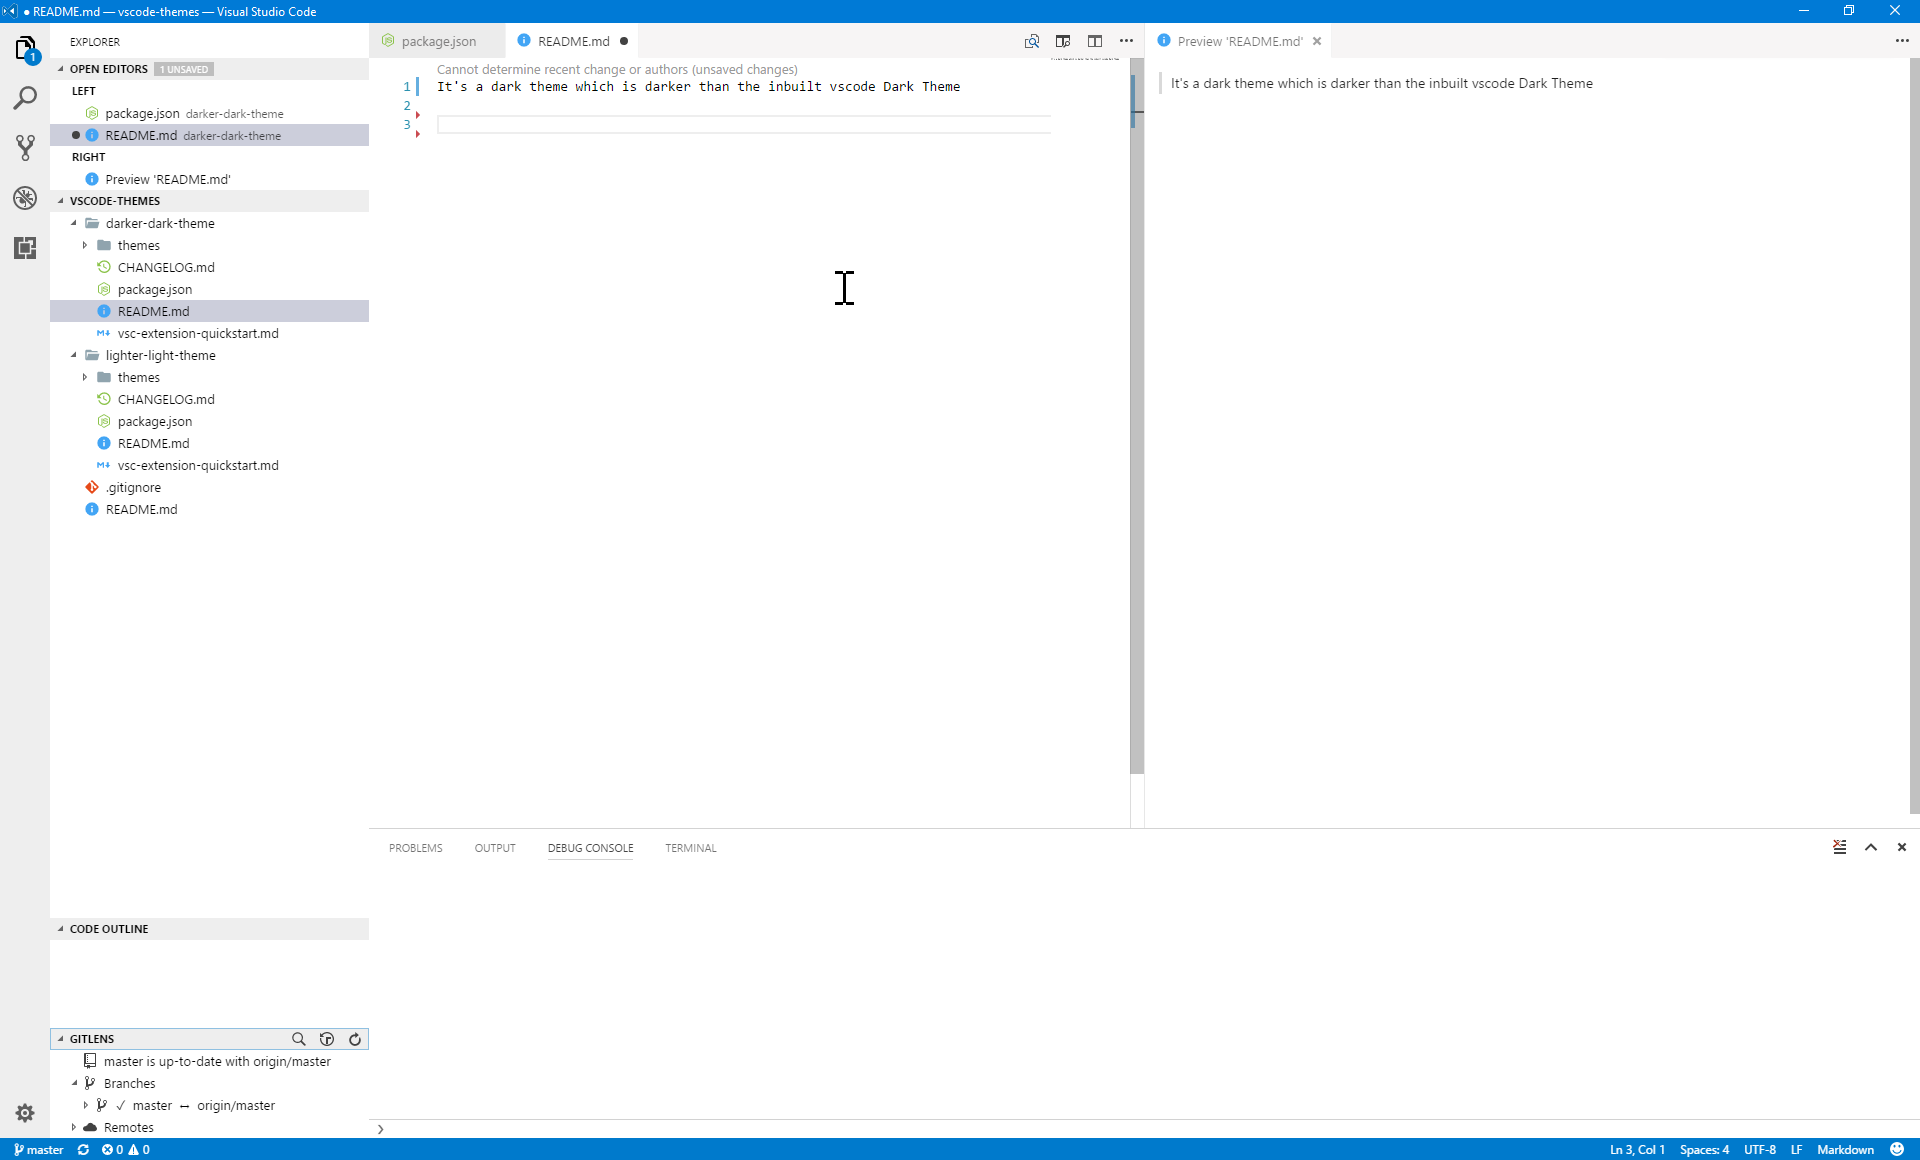 ● README.md — vscode-themes — Visual Studio Code
EXPLORER
OPEN EDITORS 1 UNSAVED
LEFT
package.json darker-dark-theme
README.md darker-dark-theme
RIGHT
Preview 'README.md'
VSCODE-THEMES
darker-dark-theme
themes
CHANGELOG.md
package.json
README.md
vsc-extension-quickstart.md
lighter-light-theme
themes
CHANGELOG.md
package.json
README.md
vsc-extension-quickstart.md
.gitignore
README.md
CODE OUTLINE
GITLENS
master is up-to-date with origin/master
Branches
✓ master ↔ origin/master
Remotes
1
package.json
README.md ●
Cannot determine recent change or authors (unsaved changes)
1 It's a dark theme which is darker than the inbuilt vscode Dark Theme
2
3
Preview 'README.md'
It's a dark theme which is darker than the inbuilt vscode Dark Theme
PROBLEMS OUTPUT DEBUG CONSOLE TERMINAL
master 0 0 Ln 3, Col 1 Spaces: 4 UTF-8 LF Markdown